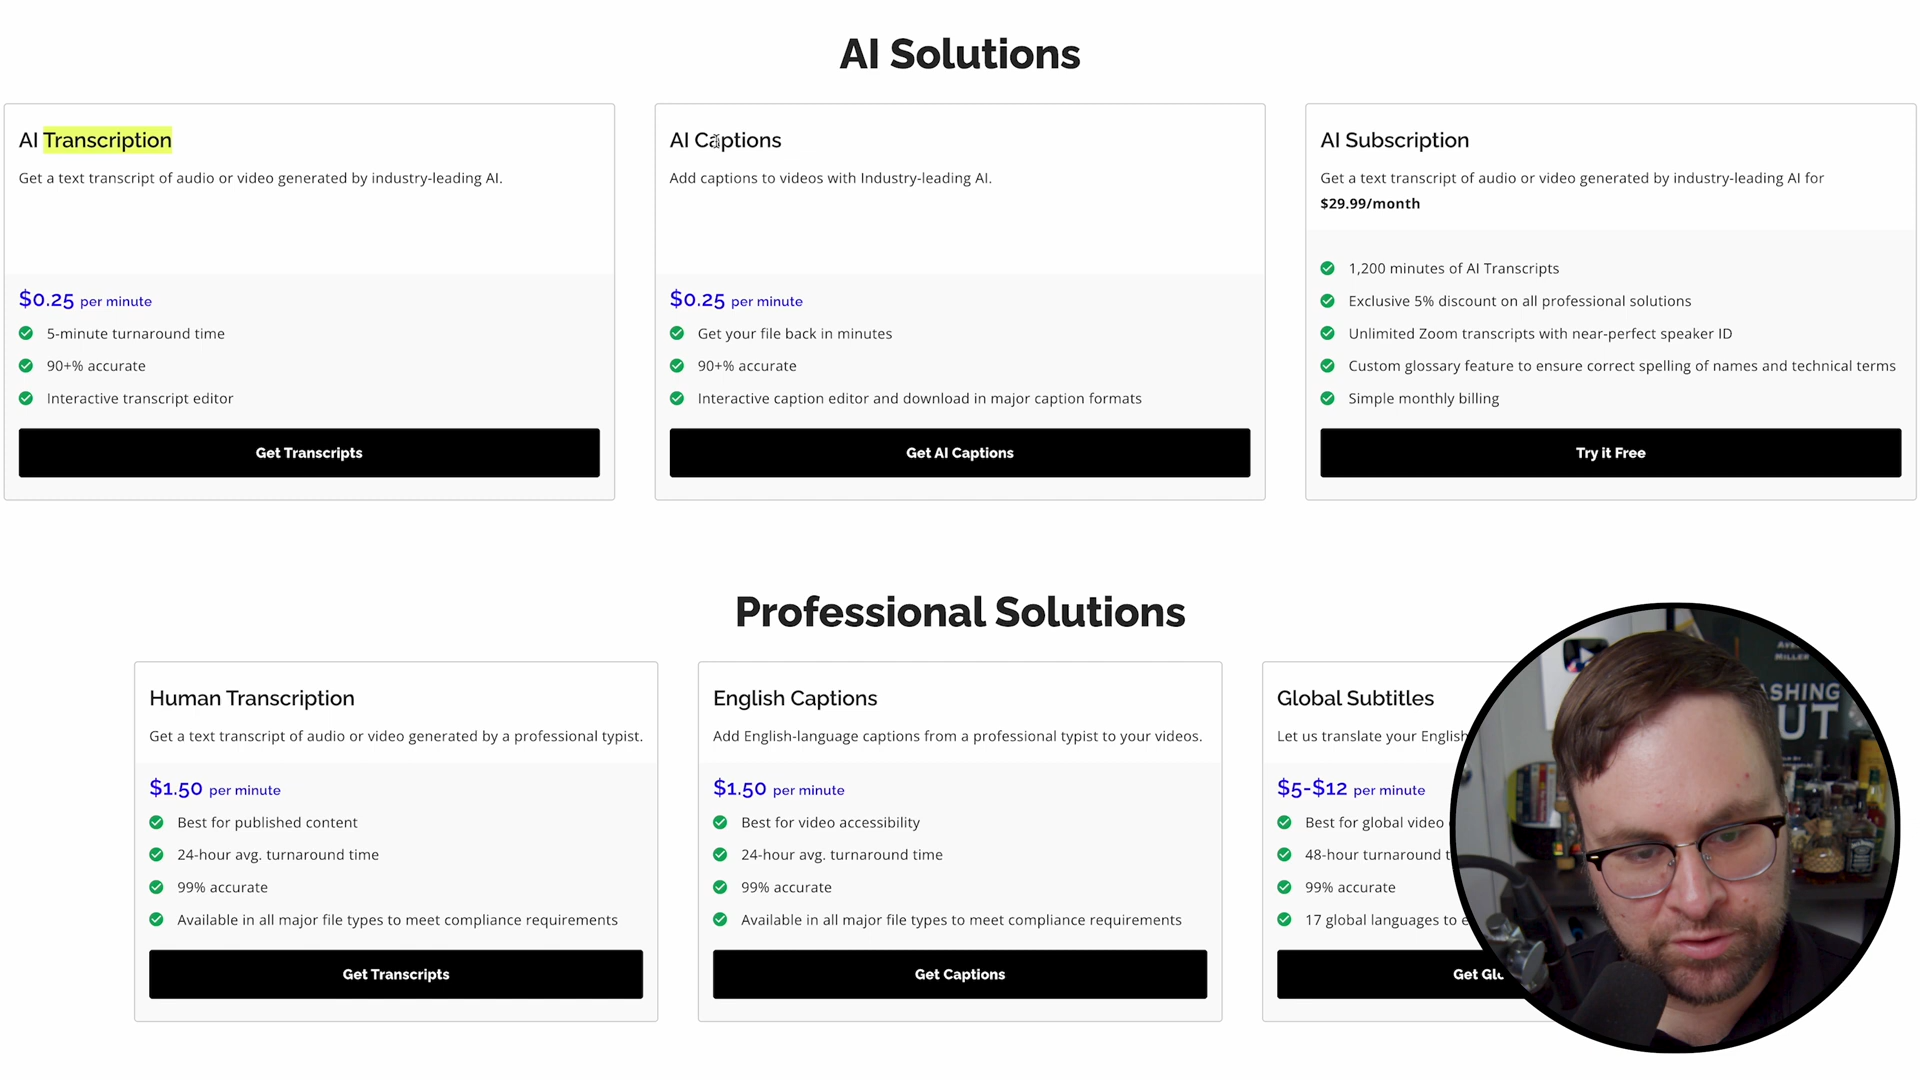 AI Solutions
AI Transcription
Get a text transcript of audio or video generated by industry-leading AI.
$0.25 per minute
5-minute turnaround time
90+% accurate
Interactive transcript editor
Get Transcripts
AI Captions
Add captions to videos with Industry-leading AI.
$0.25 per minute
Get your file back in minutes
90+% accurate
Interactive caption editor and download in major caption formats
Get AI Captions
AI Subscription
Get a text transcript of audio or video generated by industry-leading AI for
$29.99/month
1,200 minutes of AI Transcripts
Exclusive 5% discount on all professional solutions
Unlimited Zoom transcripts with near-perfect speaker ID
Custom glossary feature to ensure correct spelling of names and technical terms
Simple monthly billing
Try it Free
Professional Solutions
Human Transcription
Get a text transcript of audio or video generated by a professional typist.
$1.50 per minute
Best for published content
24-hour avg. turnaround time
99% accurate
Available in all major file types to meet compliance requirements
Get Transcripts
English Captions
Add English-language captions from a professional typist to your videos.
$1.50 per minute
Best for video accessibility
24-hour avg. turnaround time
99% accurate
Available in all major file types to meet compliance requirements
Get Captions
Global Subtitles
Let us translate your English
$5-$12 per minute
Best for global video
48-hour turnaround
99% accurate
17 global languages to
Get
MILLER
ASHING
UT